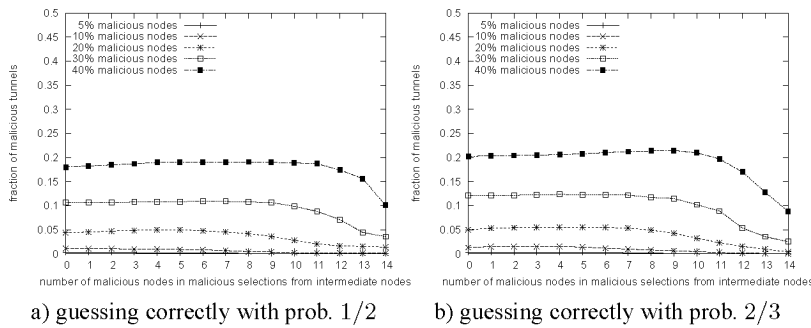 fraction of malicious tunnels
0.5
0.45
0.4
0.35
0.3
0.25
0.2
0.15
0.1
0.05
0
5% malicious nodes
10% malicious nodes
20% malicious nodes
30% malicious nodes
40% malicious nodes
0 1 2 3 4 5 6 7 8 9 10 11 12 13 14
number of malicious nodes in malicious selections from intermediate nodes
a) guessing correctly with prob. 1/2
fraction of malicious tunnels
0.5
0.45
0.4
0.35
0.3
0.25
0.2
0.15
0.1
0.05
0
5% malicious nodes
10% malicious nodes
20% malicious nodes
30% malicious nodes
40% malicious nodes
0 1 2 3 4 5 6 7 8 9 10 11 12 13 14
number of malicious nodes in malicious selections from intermediate nodes
b) guessing correctly with prob. 2/3